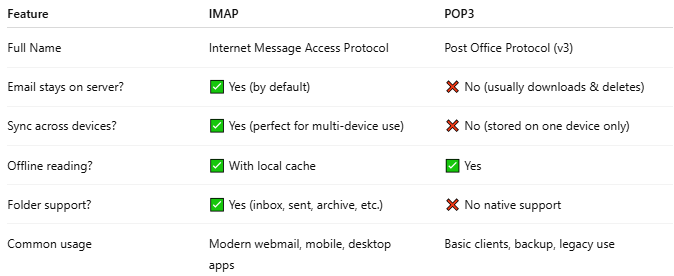 Feature IMAP POP3
Full Name Internet Message Access Protocol Post Office Protocol (v3)
Email stays on server? ✅ Yes (by default) ❌ No (usually downloads & deletes)
Sync across devices? ✅ Yes (perfect for multi-device use) ❌ No (stored on one device only)
Offline reading? ✅ With local cache ✅ Yes
Folder support? ✅ Yes (inbox, sent, archive, etc.) ❌ No native support
Common usage Modern webmail, mobile, desktop Basic clients, backup, legacy use
apps